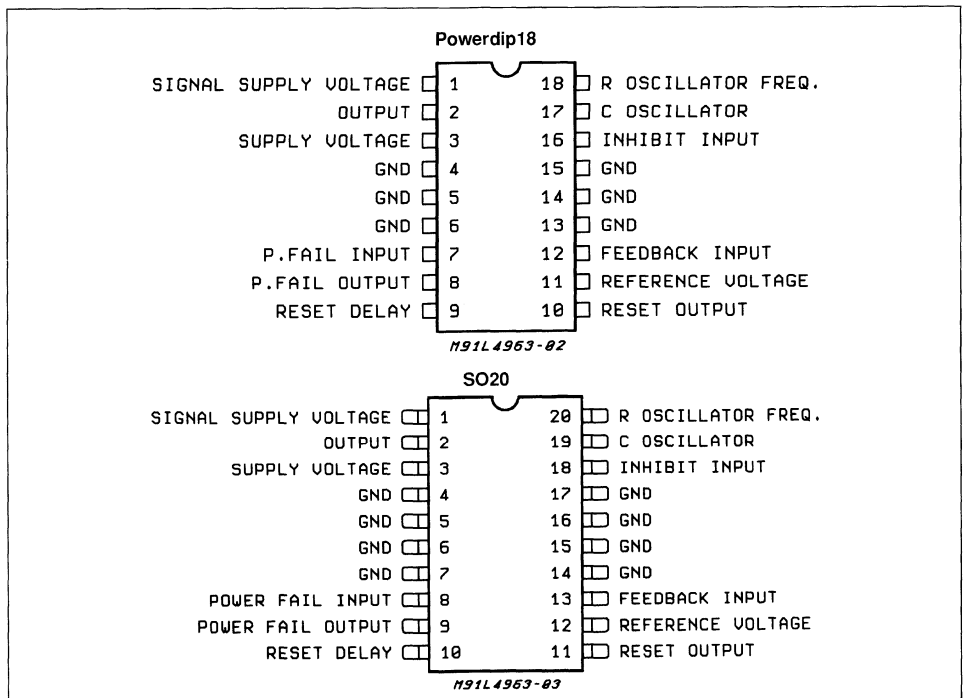 Powerdip18
SIGNAL SUPPLY VOLTAGE 1 18 R OSCILLATOR FREQ.
OUTPUT 2 17 C OSCILLATOR
SUPPLY VOLTAGE 3 16 INHIBIT INPUT
GND 4 15 GND
GND 5 14 GND
GND 6 13 GND
P.FAIL INPUT 7 12 FEEDBACK INPUT
P.FAIL OUTPUT 8 11 REFERENCE VOLTAGE
RESET DELAY 9 10 RESET OUTPUT
M91L4963-02
SO20
SIGNAL SUPPLY VOLTAGE 1 20 R OSCILLATOR FREQ.
OUTPUT 2 19 C OSCILLATOR
SUPPLY VOLTAGE 3 18 INHIBIT INPUT
GND 4 17 GND
GND 5 16 GND
GND 6 15 GND
GND 7 14 GND
POWER FAIL INPUT 8 13 FEEDBACK INPUT
POWER FAIL OUTPUT 9 12 REFERENCE VOLTAGE
RESET DELAY 10 11 RESET OUTPUT
M91L4963-03